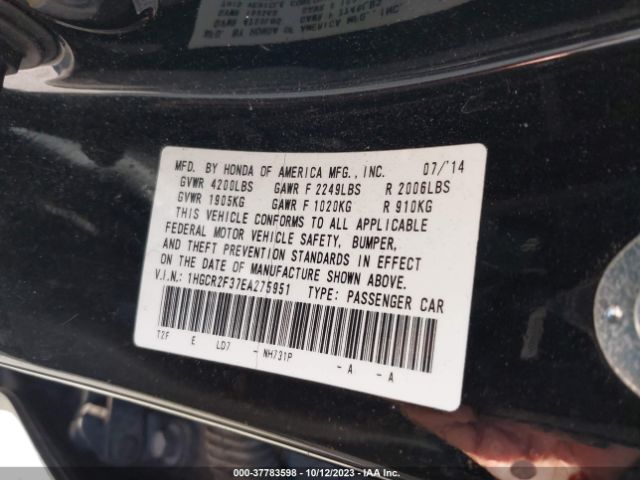 MFD. BY HONDA OF AMERICA MFG., INC. 07/'14
GVWR 4200LBS GAWR F 2249LBS R 2006LBS
GVWR 1905KG GAWR F 1020KG R 910KG
THIS VEHICLE CONFORMS TO ALL APPLICABLE
FEDERAL MOTOR VEHICLE SAFETY, BUMPER,
AND THEFT PREVENTION STANDARDS IN EFFECT
ON THE DATE OF MANUFACTURE SHOWN ABOVE.
V.I.N.: 1HGCR2F37EA275951 TYPE: PASSENGER CAR
T2F E LD7 - NH731P - A - A
000-37783598 - 10/12/2023 - IAA Inc.